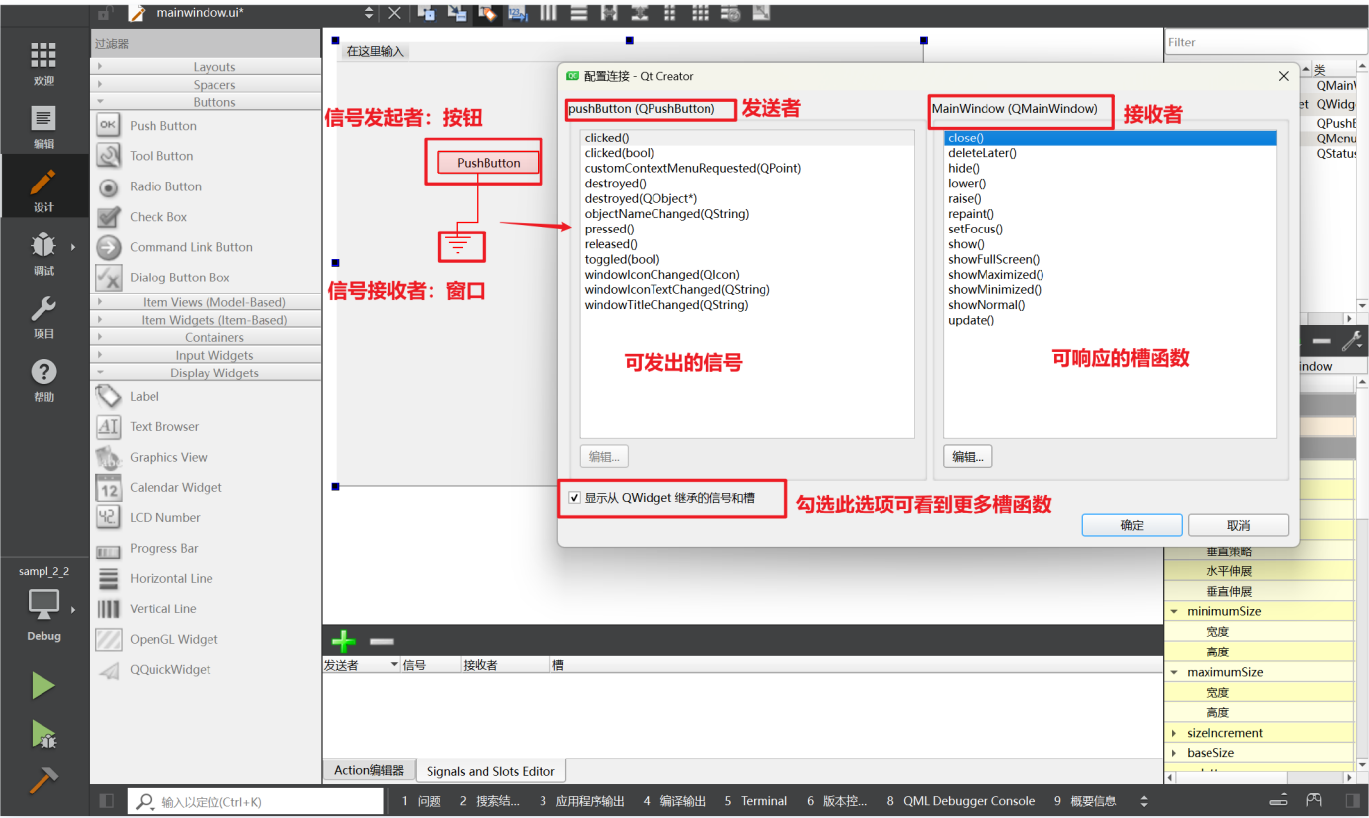 mainwindow.ui*
欢迎
编辑
设计
调试
项目
帮助
sampl_2_2
Debug
过滤器
Layouts
Spacers
Buttons
OK
Push Button
Tool Button
Radio Button
Check Box
Command Link Button
Dialog Button Box
Item Views (Model-Based)
Item Widgets (Item-Based)
Containers
Input Widgets
Display Widgets
Label
AI
Text Browser
Graphics View
12
Calendar Widget
42
LCD Number
Progress Bar
Horizontal Line
Vertical Line
OpenGL Widget
QQuickWidget
在这里输入
信号发起者：按钮
PushButton
信号接收者：窗口
配置连接 - Qt Creator
pushButton (QPushButton)
发送者
clicked()
clicked(bool)
customContextMenuRequested(QPoint)
destroyed()
destroyed(QObject*)
objectNameChanged(QString)
pressed()
released()
toggled(bool)
windowIconChanged(QIcon)
windowIconTextChanged(QString)
windowTitleChanged(QString)
可发出的信号
编辑...
MainWindow (QMainWindow)
接收者
close()
deleteLater()
hide()
lower()
raise()
repaint()
setFocus()
show()
showFullScreen()
showMaximized()
showMinimized()
showNormal()
update()
可响应的槽函数
编辑...
显示从 QWidget 继承的信号和槽
勾选此选项可看到更多槽函数
确定
取消
Filter
类
QMain
et QWidg
QPushB
QMenu
QStatus
indow
垂直策略
水平伸展
垂直伸展
minimumSize
宽度
高度
maximumSize
宽度
高度
sizeIncrement
baseSize
发送者
信号
接收者
槽
Action编辑器
Signals and Slots Editor
输入以定位(Ctrl+K)
1 问题
2 搜索结...
3 应用程序输出
4 编译输出
5 Terminal
6 版本控...
8 QML Debugger Console
9 概要信息